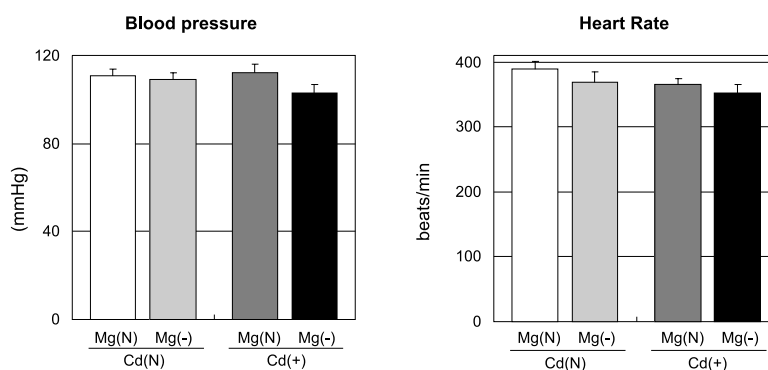 Blood pressure
120
80
40
0
(mmHg)
Mg(N) Mg(-) Mg(N) Mg(-)
Cd(N) Cd(+)
Heart Rate
400
300
200
100
0
beats/min
Mg(N) Mg(-) Mg(N) Mg(-)
Cd(N) Cd(+)